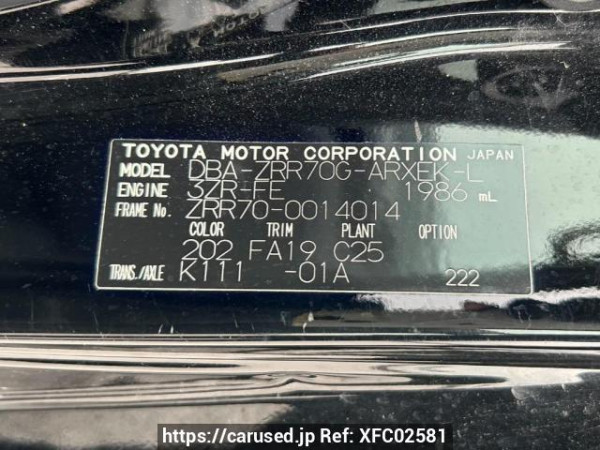 TOYOTA MOTOR CORPORATION JAPAN
MODEL DBA-ZRR70G-ARXEK-L
ENGINE 3ZR-FE 1986 mL
FRAME No. ZRR70-0014014
COLOR TRIM PLANT OPTION
202 FA19 C25
TRANS./AXLE K111 -01A 222
https://carused.jp Ref: XFC02581